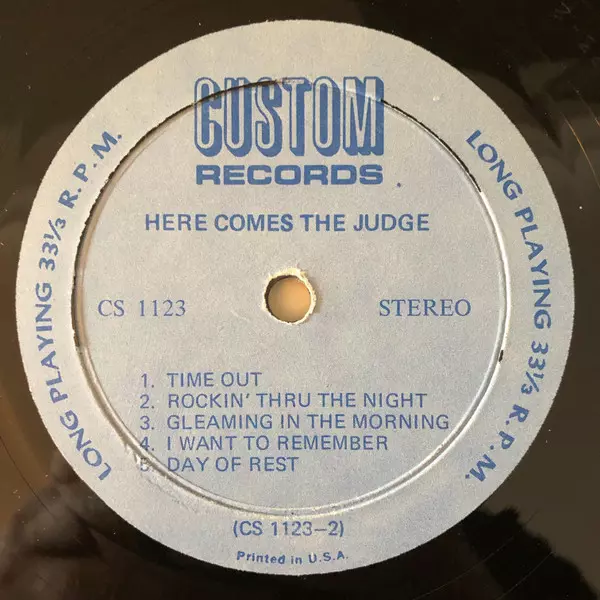 CUSTOM
RECORDS
HERE COMES THE JUDGE
CS 1123
STEREO
1. TIME OUT
2. ROCKIN' THRU THE NIGHT
3. GLEAMING IN THE MORNING
4. I WANT TO REMEMBER
5. DAY OF REST
(CS 1123-2)
Printed in U.S.A.
LONG PLAYING 33⅓ R.P.M.
LONG PLAYING 33⅓ R.P.M.